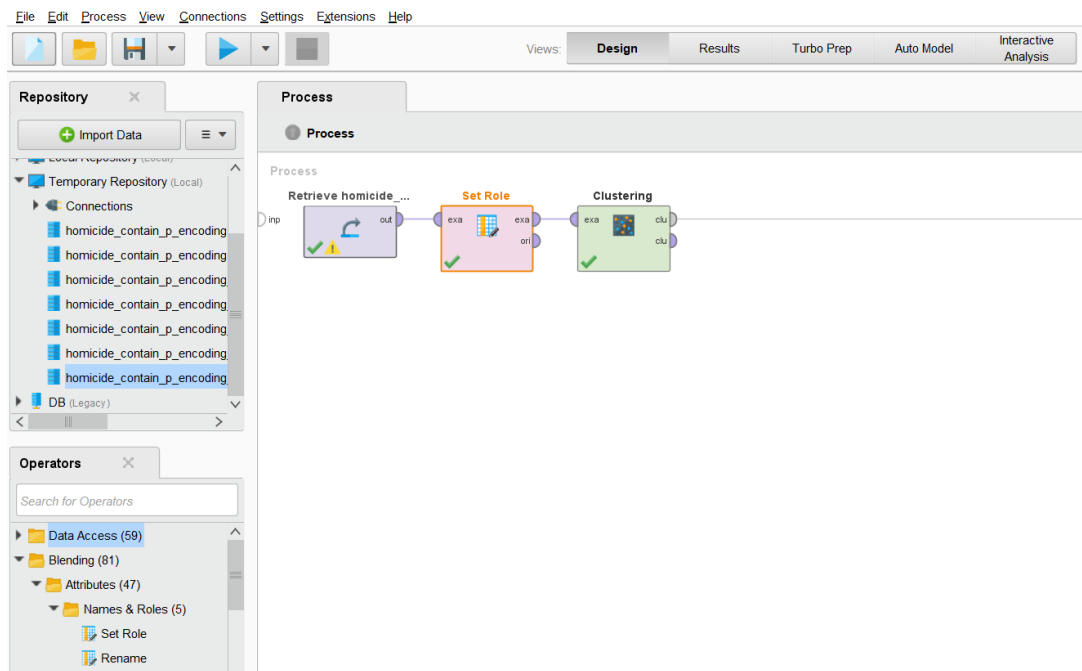 File Edit Process View Connections Settings Extensions Help
Views: Design Results Turbo Prep Auto Model Interactive Analysis
Repository
Import Data
Local Repository (Local)
Temporary Repository (Local)
Connections
homicide_contain_p_encoding
homicide_contain_p_encoding
homicide_contain_p_encoding
homicide_contain_p_encoding
homicide_contain_p_encoding
homicide_contain_p_encoding
homicide_contain_p_encoding
DB (Legacy)
Operators
Search for Operators
Data Access (59)
Blending (81)
Attributes (47)
Names & Roles (5)
Set Role
Rename
Process
Process
Process
Retrieve homicide_... Set Role Clustering
inp out exa exa exa clu
ori clu